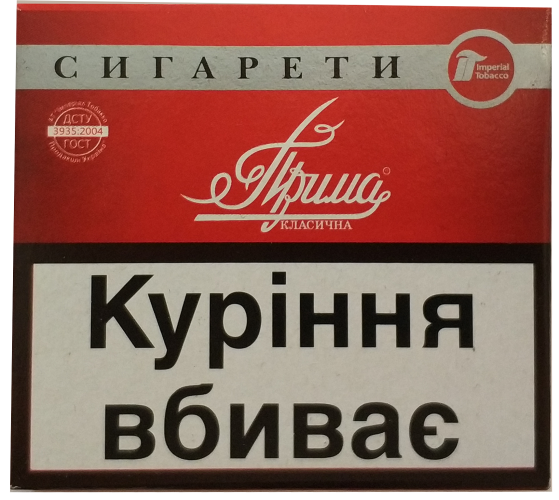 СИГАРЕТИ
Imperial
Tobacco
ДСТУ
3935:2004
ГОСТ
Прима
КЛАСИЧНА
Куріння
вбиває